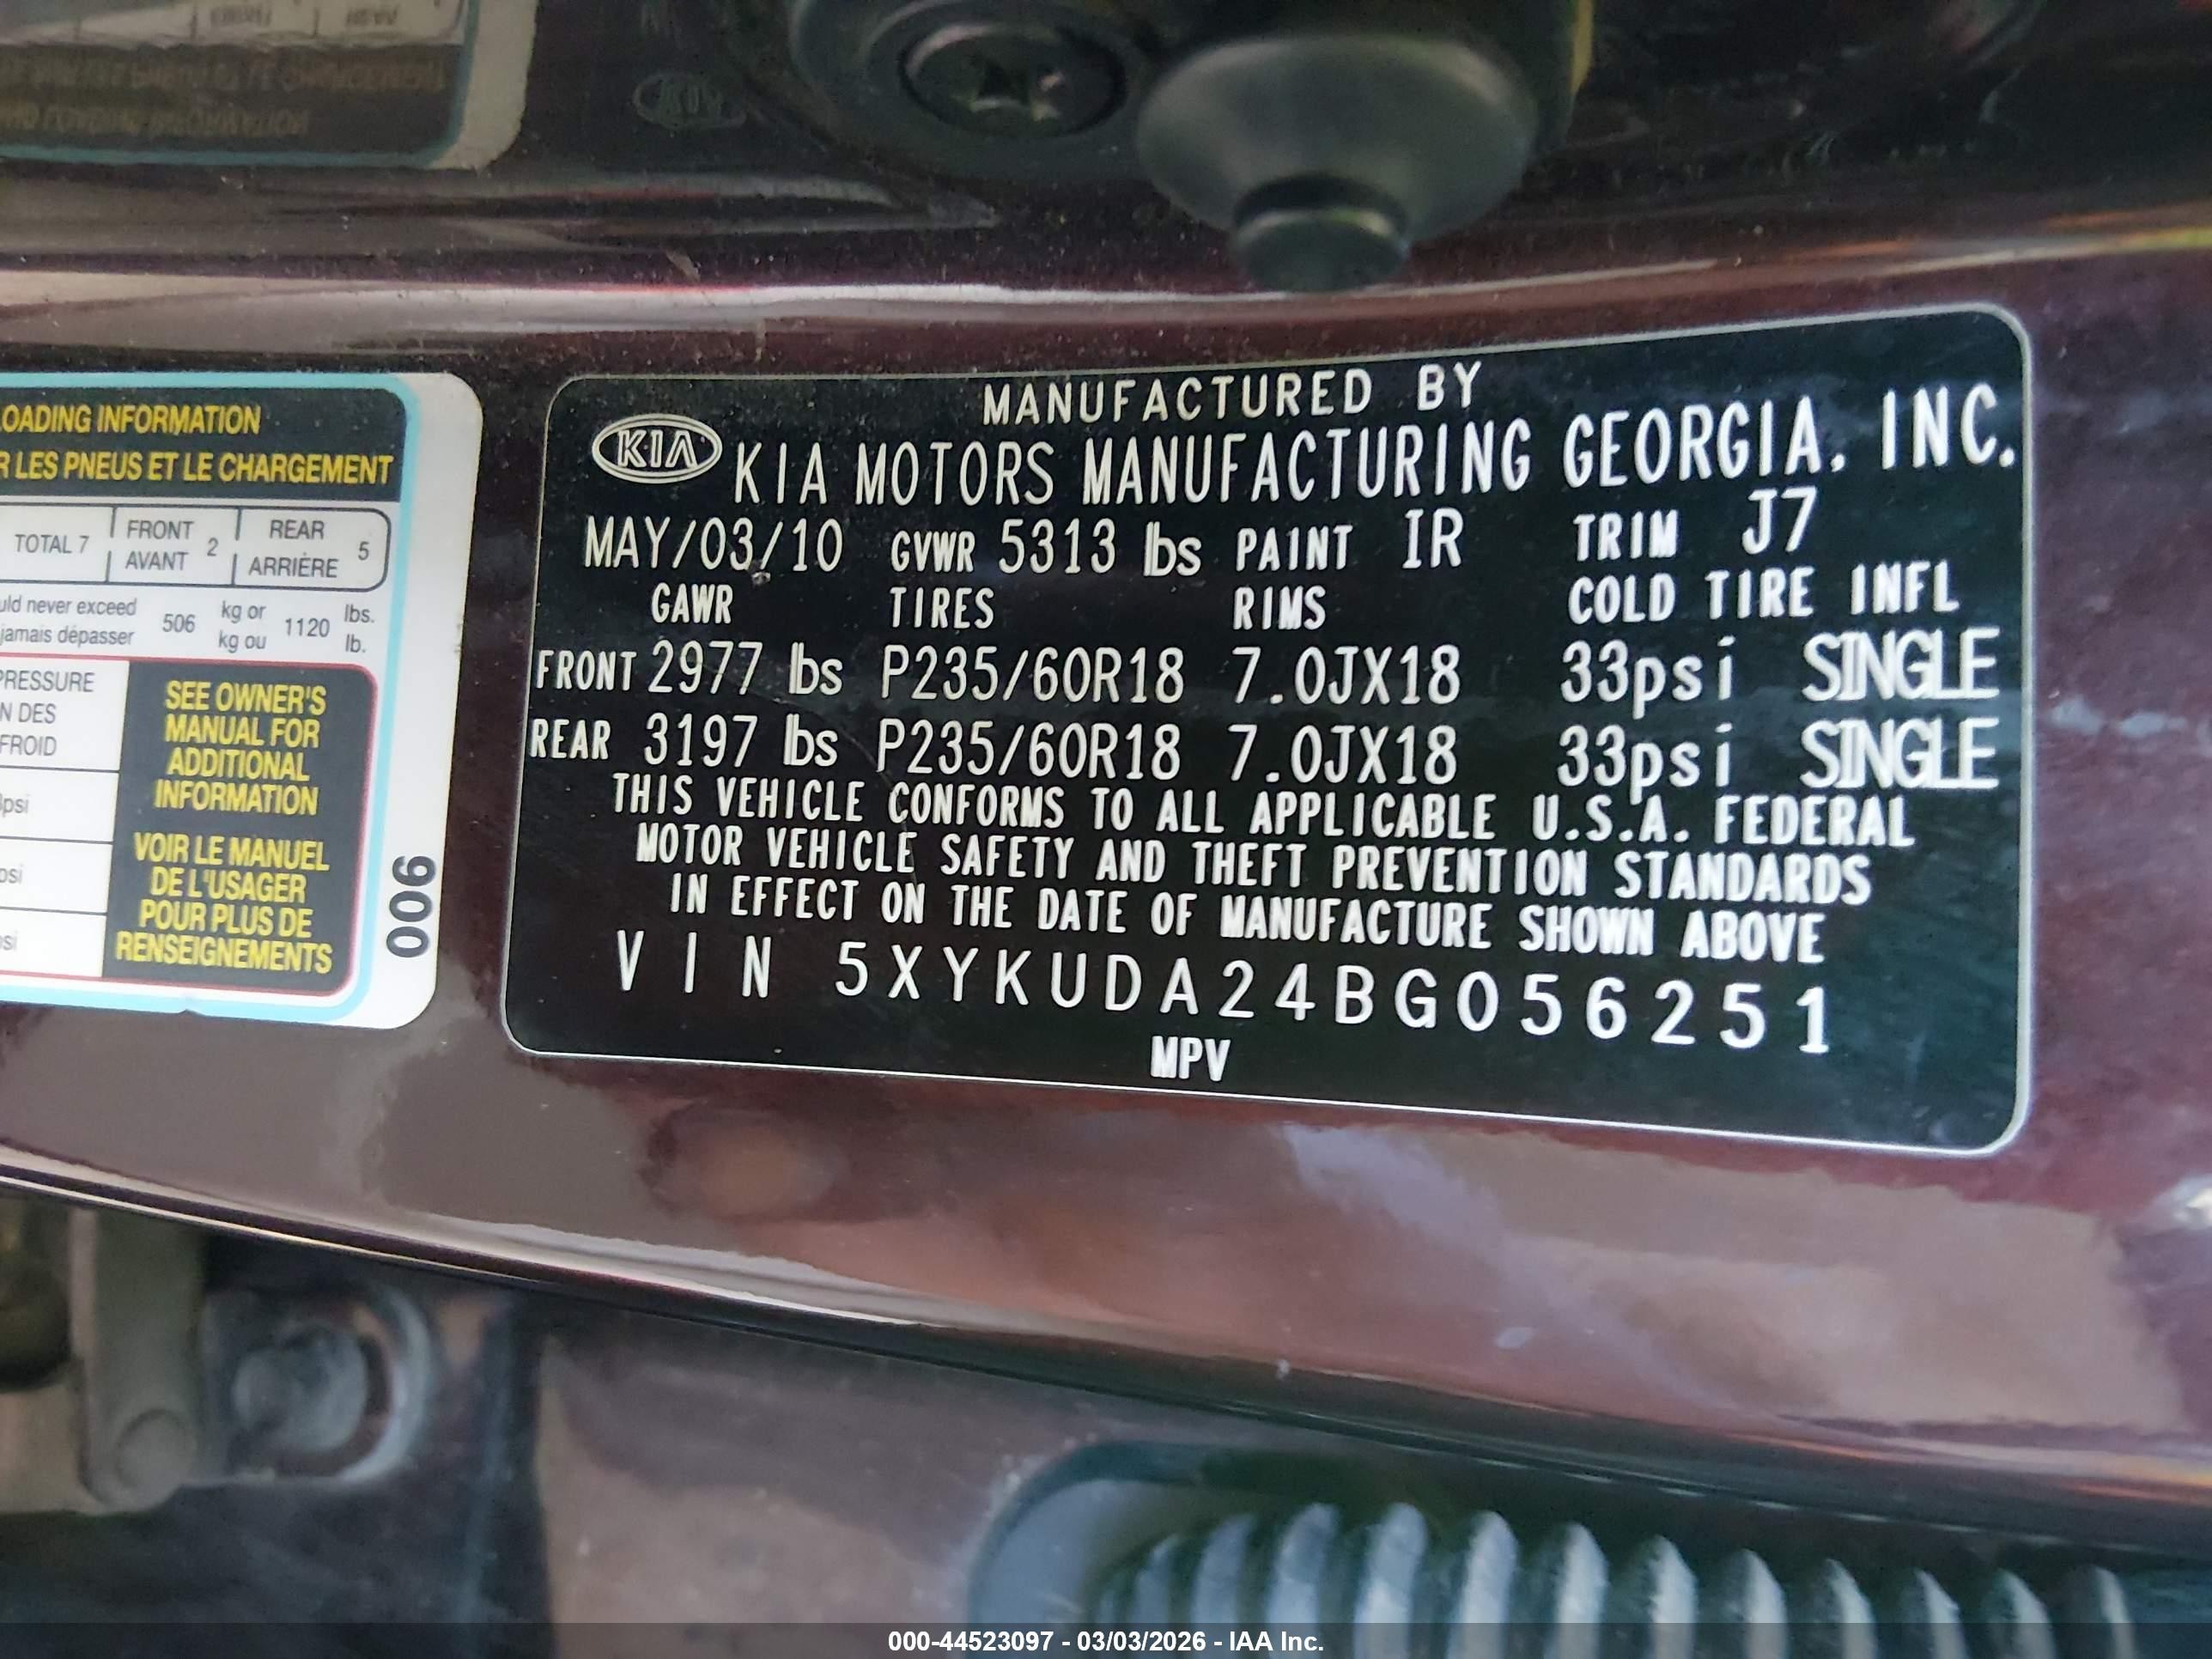 LOADING INFORMATION
R LES PNEUS ET LE CHARGEMENT
TOTAL 7 FRONT AVANT 2 REAR ARRIÈRE 5
uld never exceed 506 kg or 1120 lbs.
jamais dépasser kg ou lb.
PRESSURE
N DES
FROID
psi
psi
psi
SEE OWNER'S
MANUAL FOR
ADDITIONAL
INFORMATION
VOIR LE MANUEL
DE L'USAGER
POUR PLUS DE
RENSEIGNEMENTS
006
MANUFACTURED BY
KIA KIA MOTORS MANUFACTURING GEORGIA, INC.
MAY/03/10 GVWR 5313 lbs PAINT IR TRIM J7
GAWR TIRES RIMS COLD TIRE INFL
FRONT 2977 lbs P235/60R18 7.0JX18 33psi SINGLE
REAR 3197 lbs P235/60R18 7.0JX18 33psi SINGLE
THIS VEHICLE CONFORMS TO ALL APPLICABLE U.S.A. FEDERAL
MOTOR VEHICLE SAFETY AND THEFT PREVENTION STANDARDS
IN EFFECT ON THE DATE OF MANUFACTURE SHOWN ABOVE
VIN 5XYKUDA24BG056251
MPV
000-44523097 - 03/03/2026 - IAA Inc.